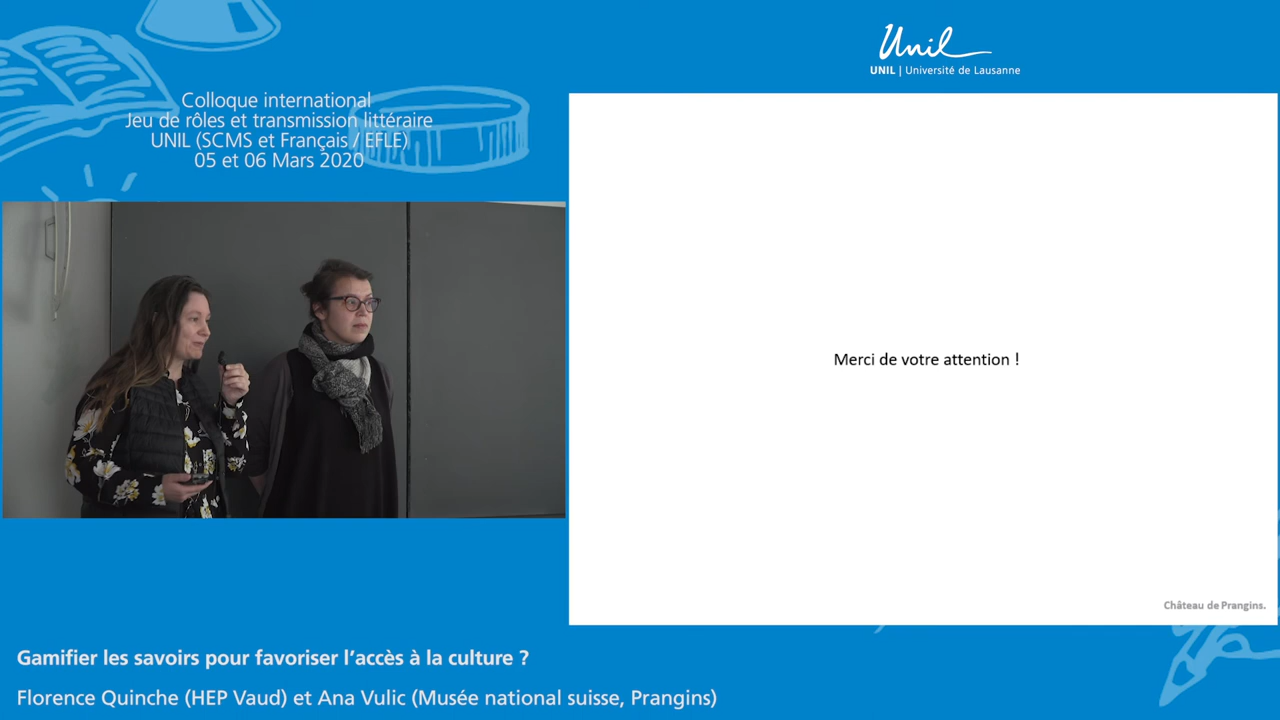 Unil
UNIL | Université de Lausanne
Colloque international
Jeu de rôles et transmission littéraire
UNIL (SCMS et Français / EFLE)
05 et 06 Mars 2020
Merci de votre attention !
Château de Prangins.
Gamifier les savoirs pour favoriser l’accès à la culture ?
Florence Quinche (HEP Vaud) et Ana Vulic (Musée national suisse, Prangins)